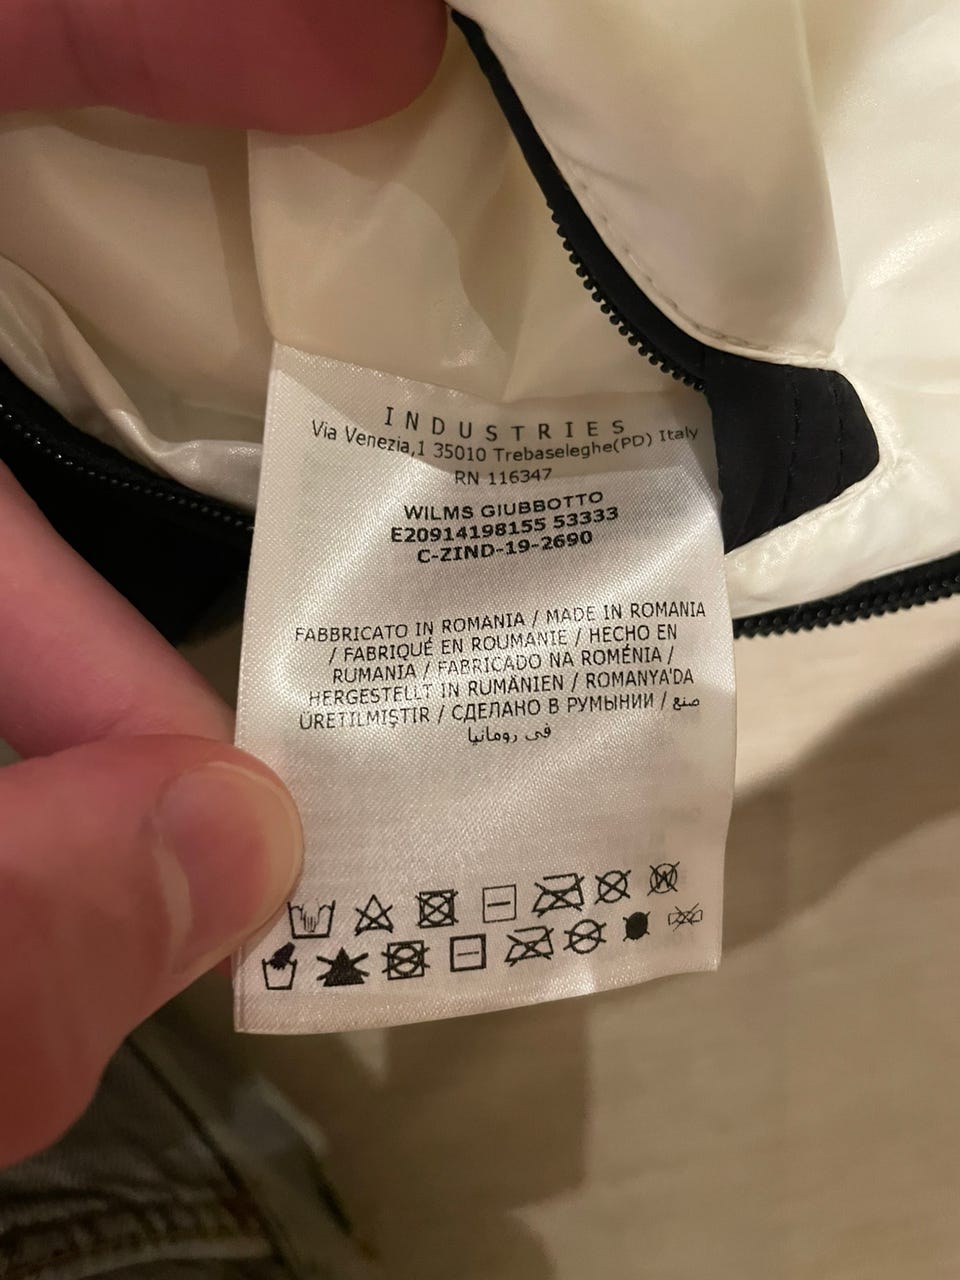 INDUSTRIES
Via Venezia,1 35010 Trebaseleghe(PD) Italy
RN 116347
WILMS GIUBBOTTO
E20914198155 53333
C-ZIND-19-2690
FABBRICATO IN ROMANIA / MADE IN ROMANIA
/ FABRIQUÉ EN ROUMANIE / HECHO EN
RUMANIA / FABRICADO NA ROMÉNIA /
HERGESTELLT IN RUMÄNIEN / ROMANYA'DA
ÜRETILMIŞTIR / СДЕЛАНО В РУМЫНИИ / صنع
في رومانيا
W